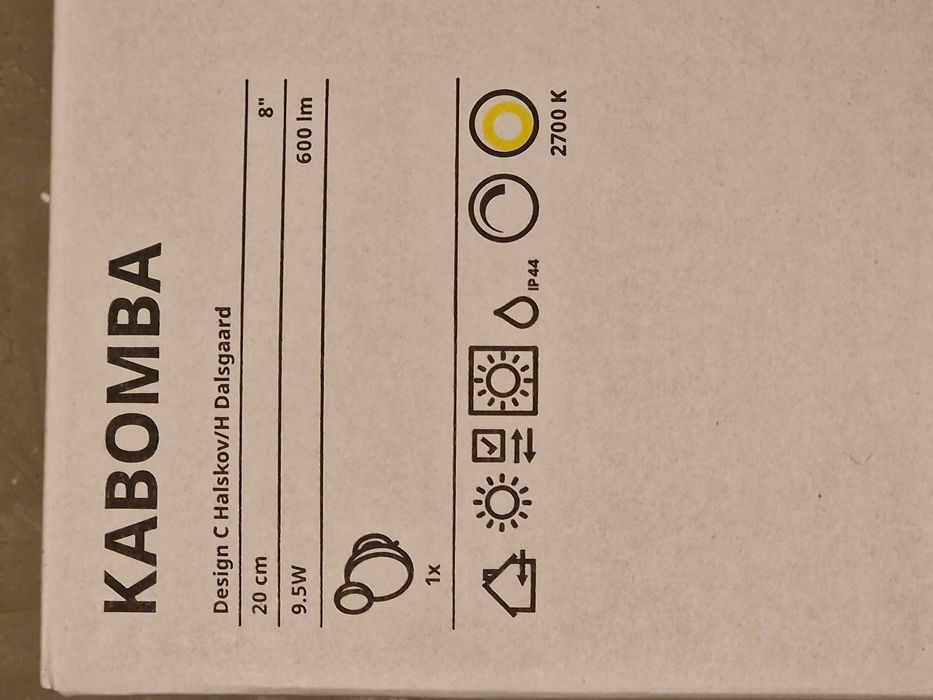 KABOMBA
Design C Halskov/H Dalsgaard
20 cm 8"
9.5W 600 lm
1x
IP44
2700 K